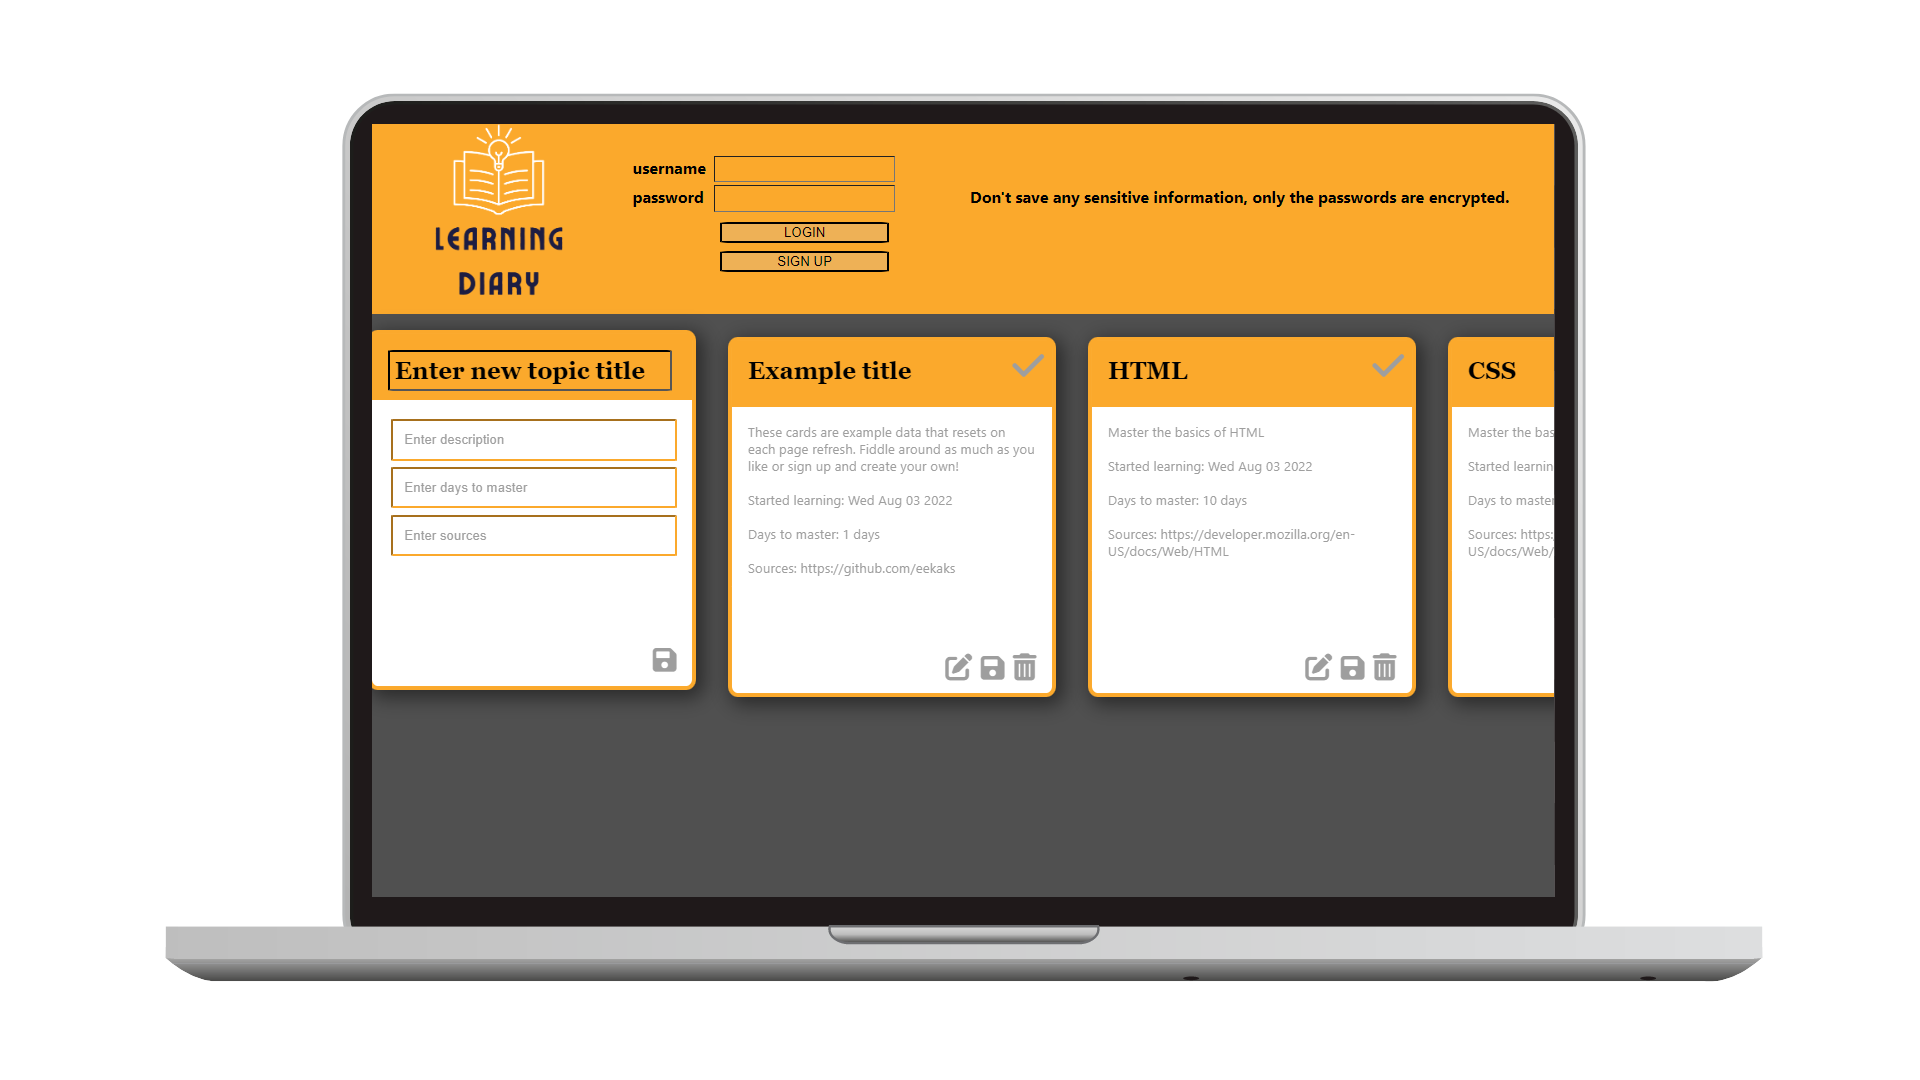 LEARNING
DIARY
username
password
LOGIN
SIGN UP
Don't save any sensitive information, only the passwords are encrypted.
Enter new topic title
Enter description
Enter days to master
Enter sources
Example title
These cards are example data that resets on
each page refresh. Fiddle around as much as you
like or sign up and create your own!
Started learning: Wed Aug 03 2022
Days to master: 1 days
Sources: https://github.com/eekaks
HTML
Master the basics of HTML
Started learning: Wed Aug 03 2022
Days to master: 10 days
Sources: https://developer.mozilla.org/en-
US/docs/Web/HTML
CSS
Master the bas
Started learnin
Days to master
Sources: https:
US/docs/Web/